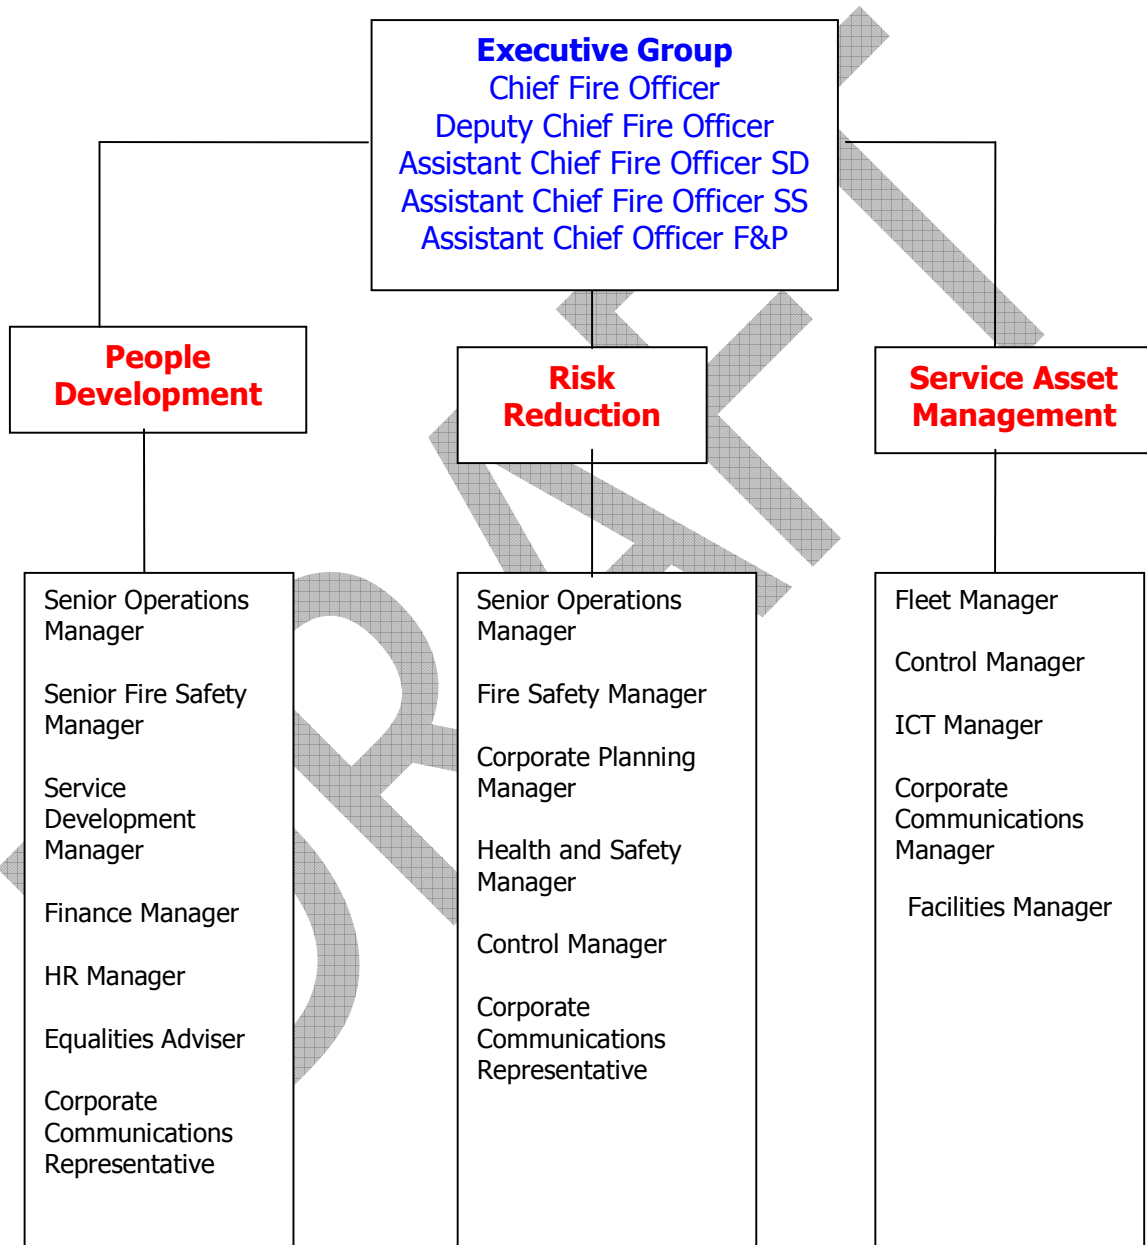 Executive Group
Chief Fire Officer
Deputy Chief Fire Officer
Assistant Chief Fire Officer SD
Assistant Chief Fire Officer SS
Assistant Chief Officer F&P
People
Development
Risk
Reduction
Service Asset
Management
Senior Operations
Manager
Senior Fire Safety
Manager
Service
Development
Manager
Finance Manager
HR Manager
Equalities Adviser
Corporate
Communications
Representative
Senior Operations
Manager
Fire Safety Manager
Corporate Planning
Manager
Health and Safety
Manager
Control Manager
Corporate
Communications
Representative
Fleet Manager
Control Manager
ICT Manager
Corporate
Communications
Manager
Facilities Manager
DRAFT